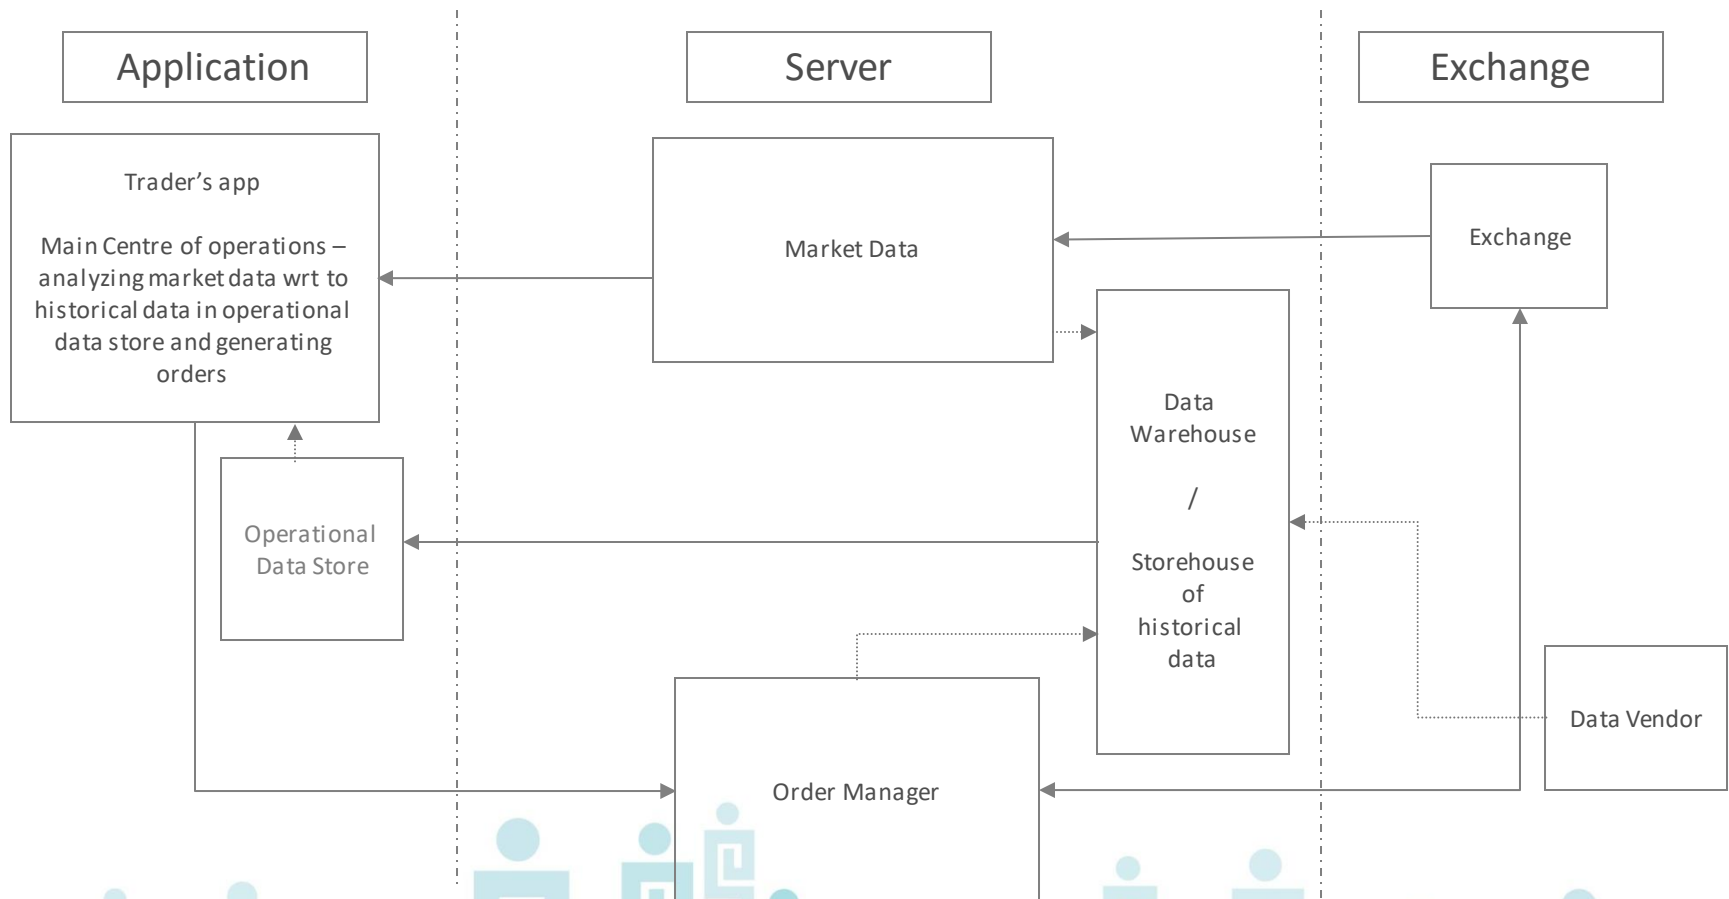 Application
Server
Exchange
Trader’s app
Main Centre of operations –
analyzing market data wrt to
historical data in operational
data store and generating
orders
Market Data
Exchange
Data
Warehouse
/
Storehouse
of
historical
data
Operational
Data Store
Data Vendor
Order Manager